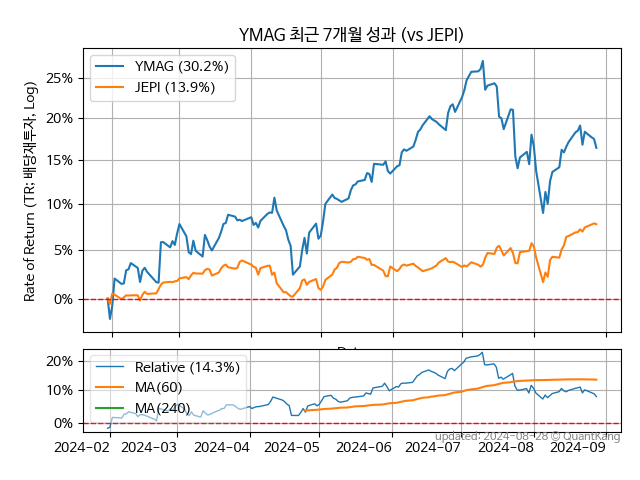 YMAG 최근 7개월 성과 (vs JEPI)
Rate of Return (TR: 배당재투자, Log)
YMAG (30.2%)
JEPI (13.9%)
25%
20%
15%
10%
5%
0%
Relative (14.3%)
MA(60)
MA(240)
20%
10%
0%
2024-02 2024-03 2024-04 2024-05 2024-06 2024-07 2024-08 2024-09
updated: 2024-08-28 © QuantKang